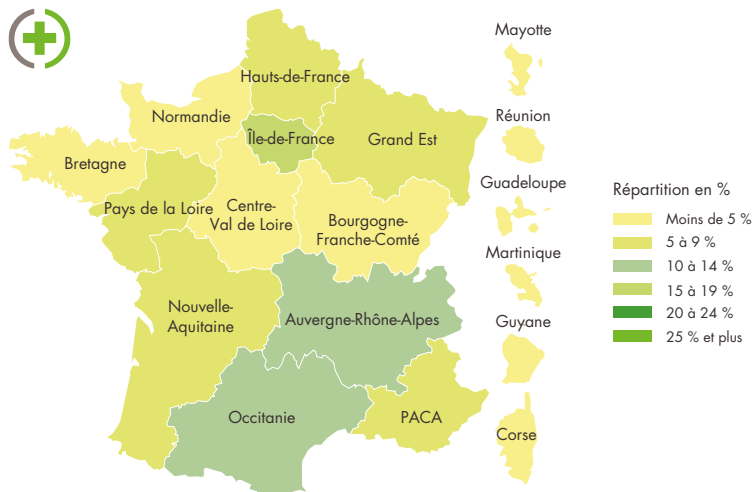 Mayotte
Hauts-de-France
Normandie
Réunion
Île-de-France
Grand Est
Bretagne
Guadeloupe
Répartition en %
Pays de la Loire
Centre-
Val de Loire
Bourgogne-
Franche-Comté
Moins de 5 %
5 à 9 %
10 à 14 %
15 à 19 %
20 à 24 %
25 % et plus
Martinique
Nouvelle-
Aquitaine
Auvergne-Rhône-Alpes
Guyane
Occitanie
PACA
Corse